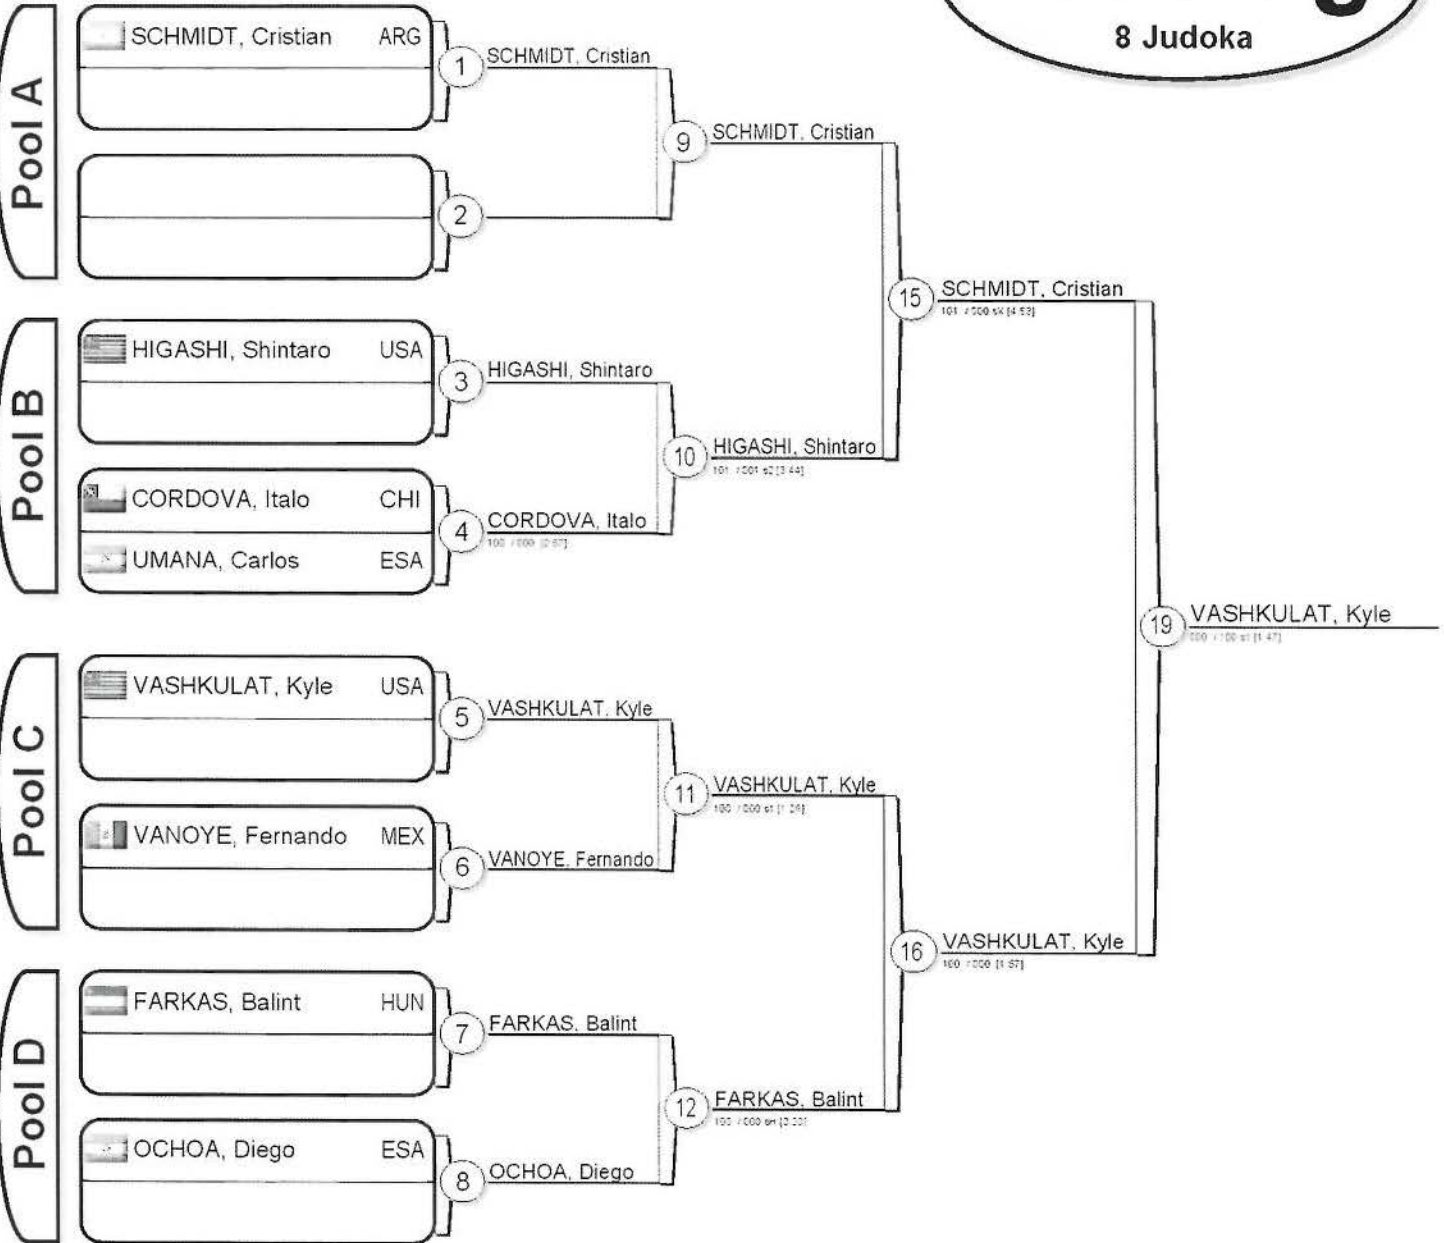 8 Judoka
Pool A
SCHMIDT, Cristian ARG
1
SCHMIDT, Cristian
2
9
SCHMIDT, Cristian
Pool B
HIGASHI, Shintaro USA
3
HIGASHI, Shintaro
CORDOVA, Italo CHI
UMANA, Carlos ESA
4
CORDOVA, Italo
10
HIGASHI, Shintaro
15
SCHMIDT, Cristian
Pool C
VASHKULAT, Kyle USA
5
VASHKULAT, Kyle
VANOYE, Fernando MEX
6
VANOYE, Fernando
11
VASHKULAT, Kyle
Pool D
FARKAS, Balint HUN
7
FARKAS, Balint
OCHOA, Diego ESA
8
OCHOA, Diego
12
FARKAS, Balint
16
VASHKULAT, Kyle
19
VASHKULAT, Kyle